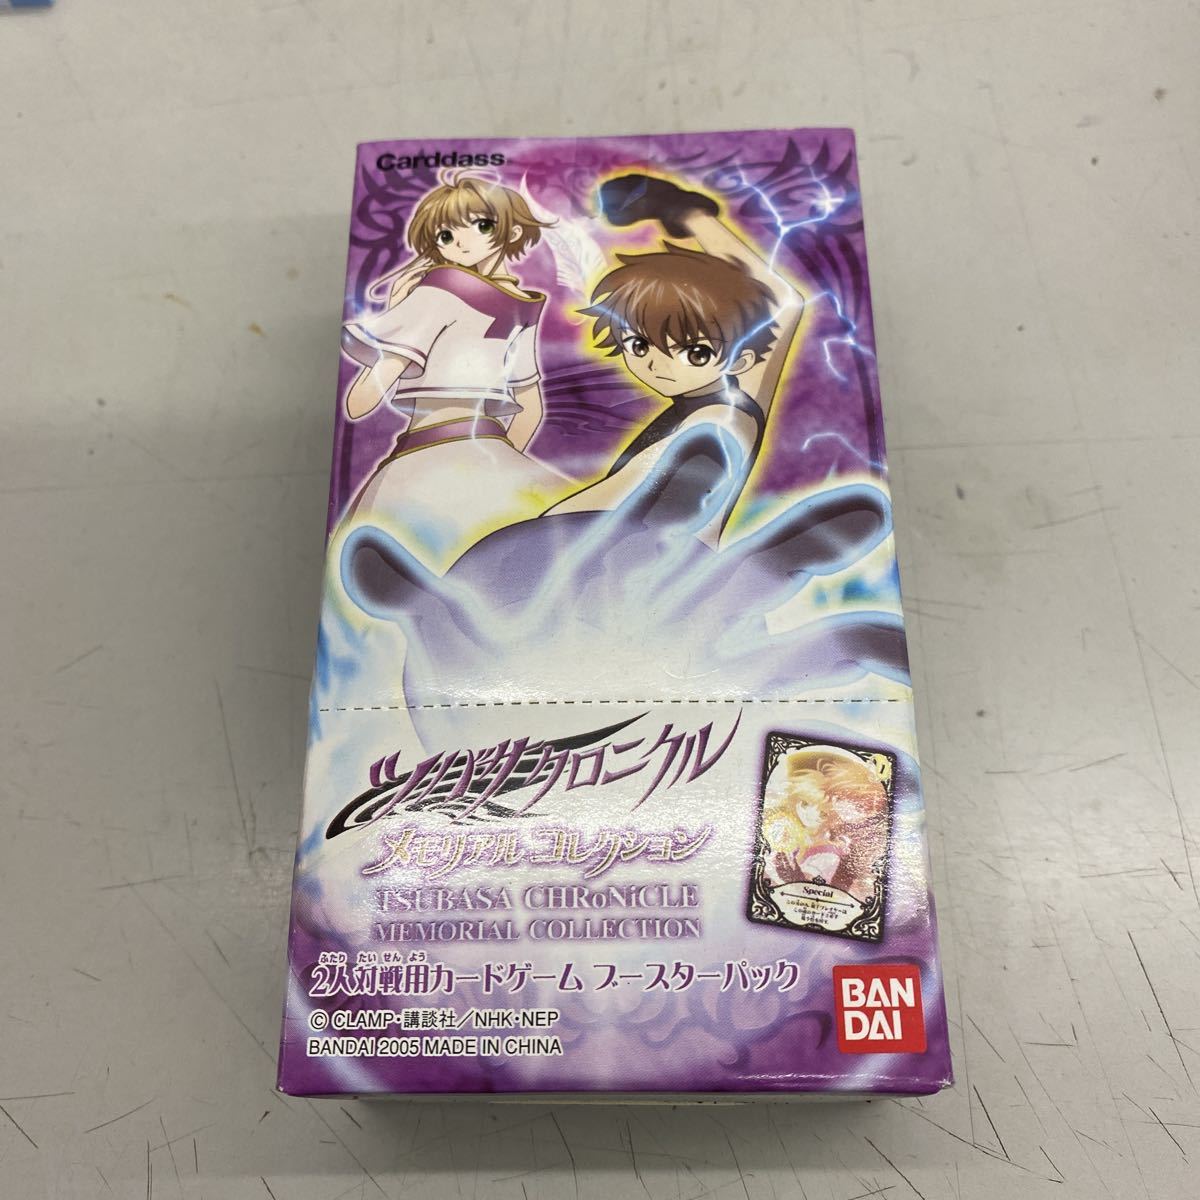 Carddass
ツバサクロニクル
メモリアル コレクション
TSUBASA CHRoNiCLE
MEMORIAL COLLECTION
ふたり たい せん よう
2人対戦用カードゲーム ブースターパック
© CLAMP・講談社／NHK・NEP
BANDAI 2005 MADE IN CHINA
BAN
DAI
1
Special